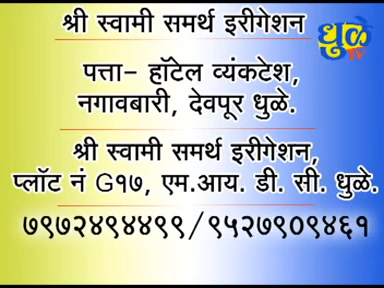 श्री स्वामी समर्थ इरीगेशन
धुळे
पत्ता- हॉटेल व्यंकटेश,
नगावबारी, देवपूर धुळे.
श्री स्वामी समर्थ इरीगेशन,
प्लॉट नं G१७, एम.आय. डी. सी. धुळे.
७९७२४९४४९९/९५२७९०९४६१